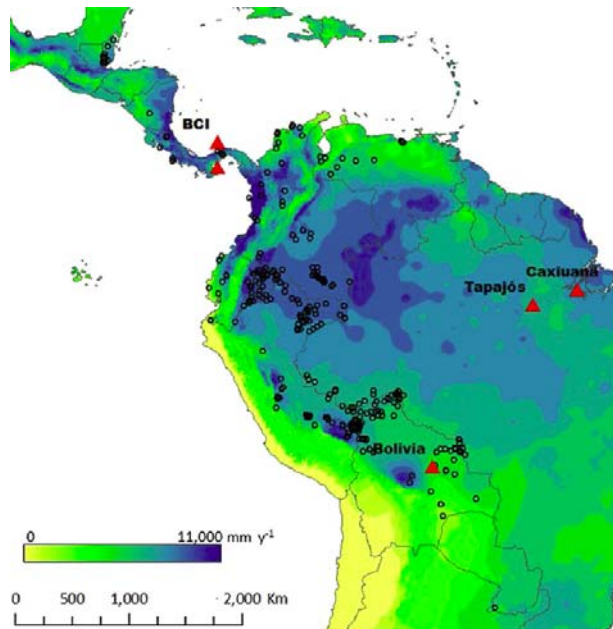 BCI
Caxiuanã
Tapajós
Bolivia
0 11,000 mm y⁻¹
0 500 1,000 2,000 Km